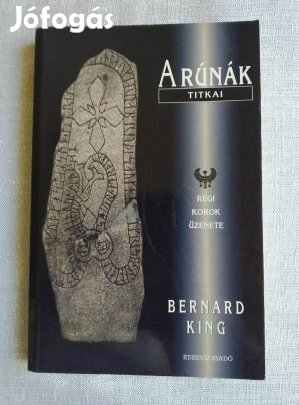 Jófogás
A RÚNÁK
TITKAI
RÉGI
KOROK
ÜZENETE
BERNARD
KING
ÉDESVÍZ KIADÓ